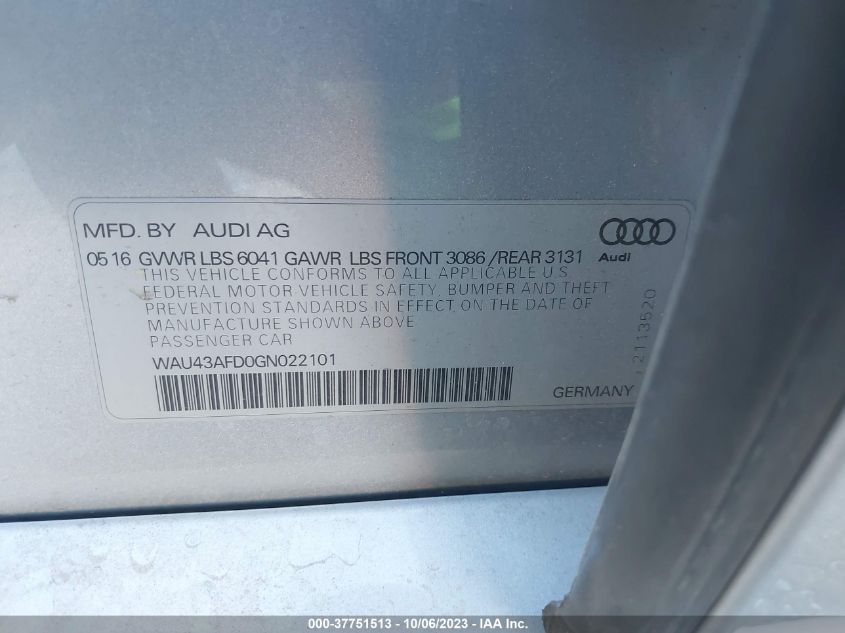 MFD. BY AUDI AG
Audi
05 16 GVWR LBS 6041 GAWR LBS FRONT 3086 /REAR 3131
THIS VEHICLE CONFORMS TO ALL APPLICABLE U.S.
FEDERAL MOTOR VEHICLE SAFETY, BUMPER AND THEFT
PREVENTION STANDARDS IN EFFECT ON THE DATE OF
MANUFACTURE SHOWN ABOVE
PASSENGER CAR
WAU43AFD0GN022101
GERMANY
2113520
000-37751513 - 10/06/2023 - IAA Inc.